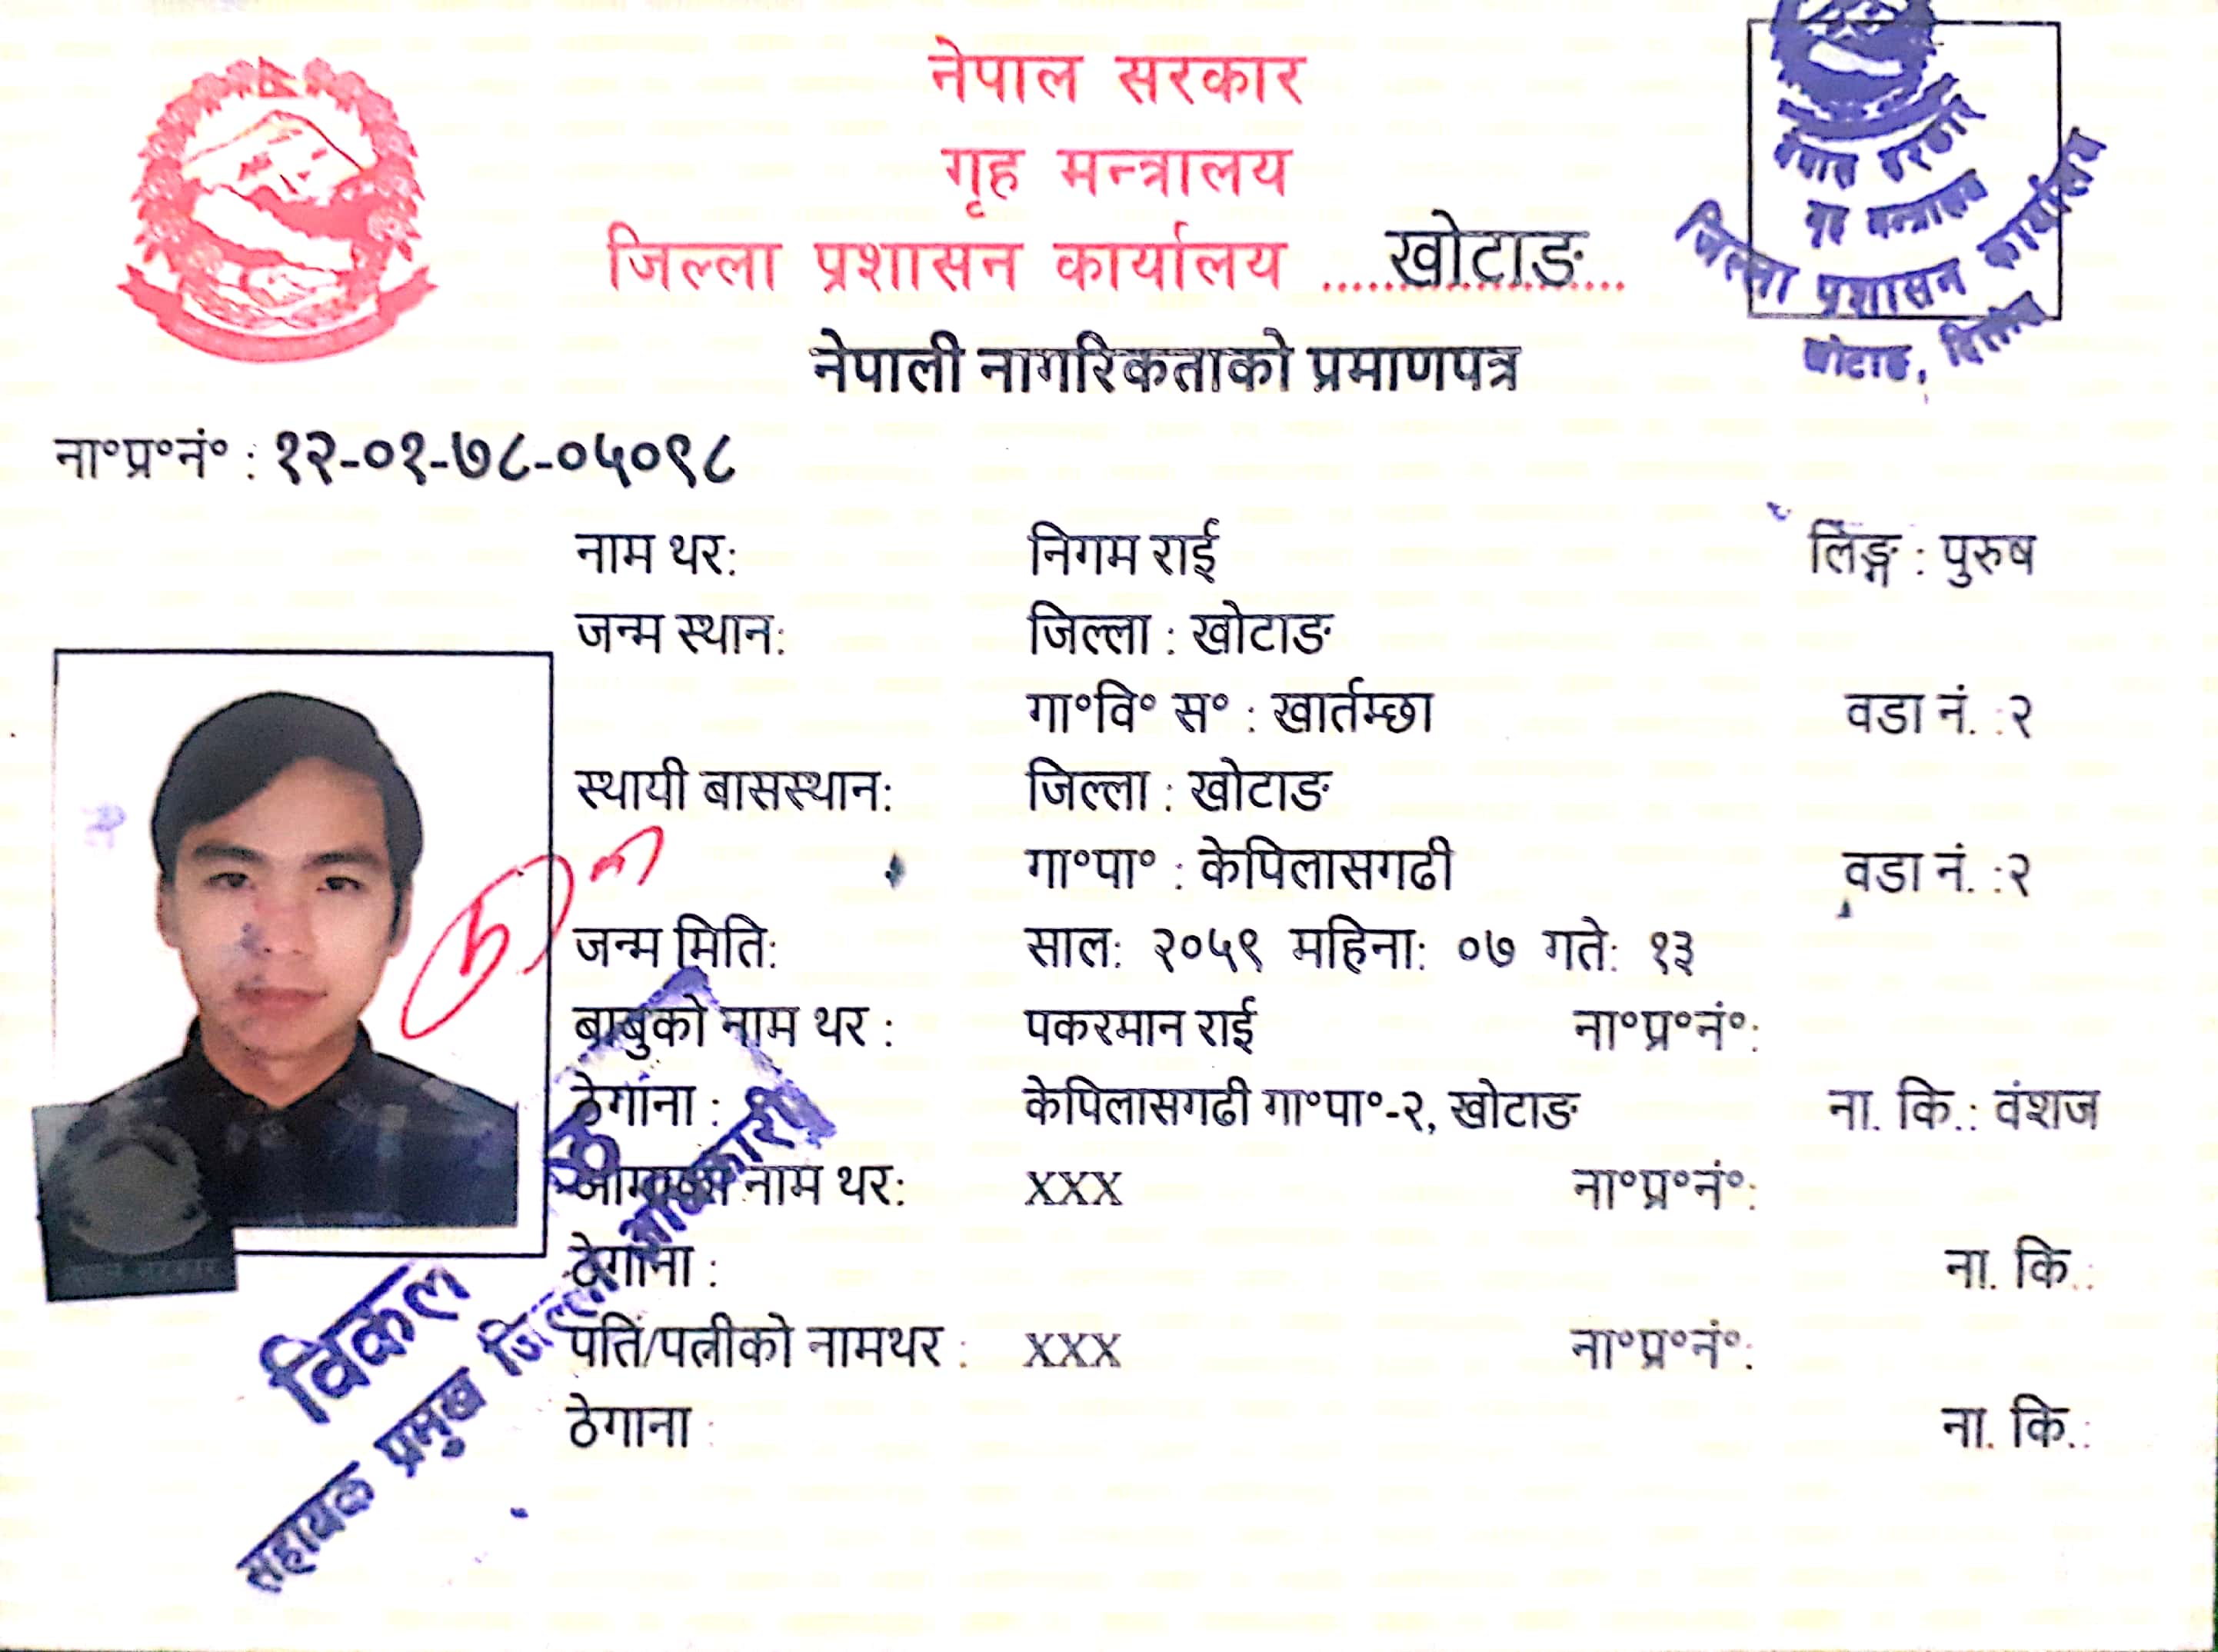 नेपाल सरकार
गृह मन्त्रालय
जिल्ला प्रशासन कार्यालय ....खोटाङ...
नेपाली नागरिकताको प्रमाणपत्र
नेपाल सरकार
गृह मन्त्रालय
जिल्ला प्रशासन कार्यालय
खोटाङ,
ना°प्र°नं° : १२-०१-७८-०५०९८
नाम थर: निगम राई लिङ्ग : पुरुष
जन्म स्थान: जिल्ला : खोटाङ
गा°वि° स° : खार्तम्छा वडा नं. :२
स्थायी बासस्थान: जिल्ला : खोटाङ
गा°पा° : केपिलासगढी वडा नं. :२
जन्म मिति: साल: २०५९ महिना: ०७ गते: १३
बाबुको नाम थर : पकरमान राई ना°प्र°नं°:
ठेगाना : केपिलासगढी गा°पा°-२, खोटाङ ना. कि.: वंशज
नाम थर: XXX ना°प्र°नं°:
ठेगाना : ना. कि.:
पति/पत्नीको नामथर : XXX ना°प्र°नं°:
ठेगाना : ना. कि.:
विकल
सहायक प्रमुख जिल्ला अधिकारी